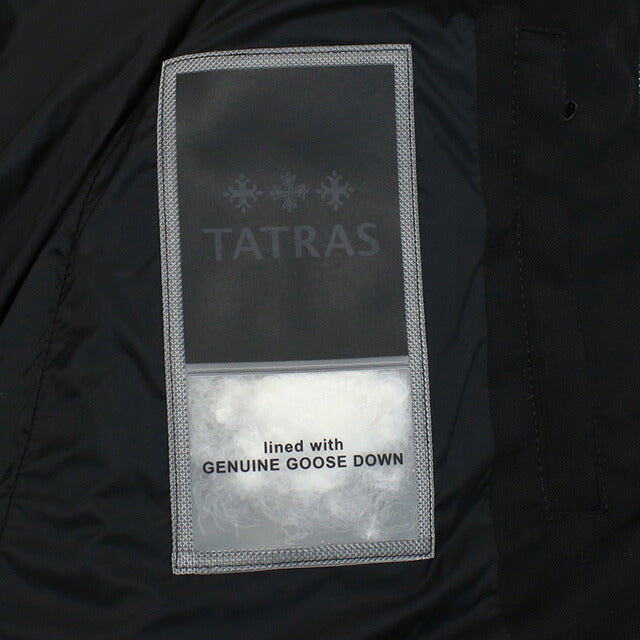 TATRAS
lined with
GENUINE GOOSE DOWN